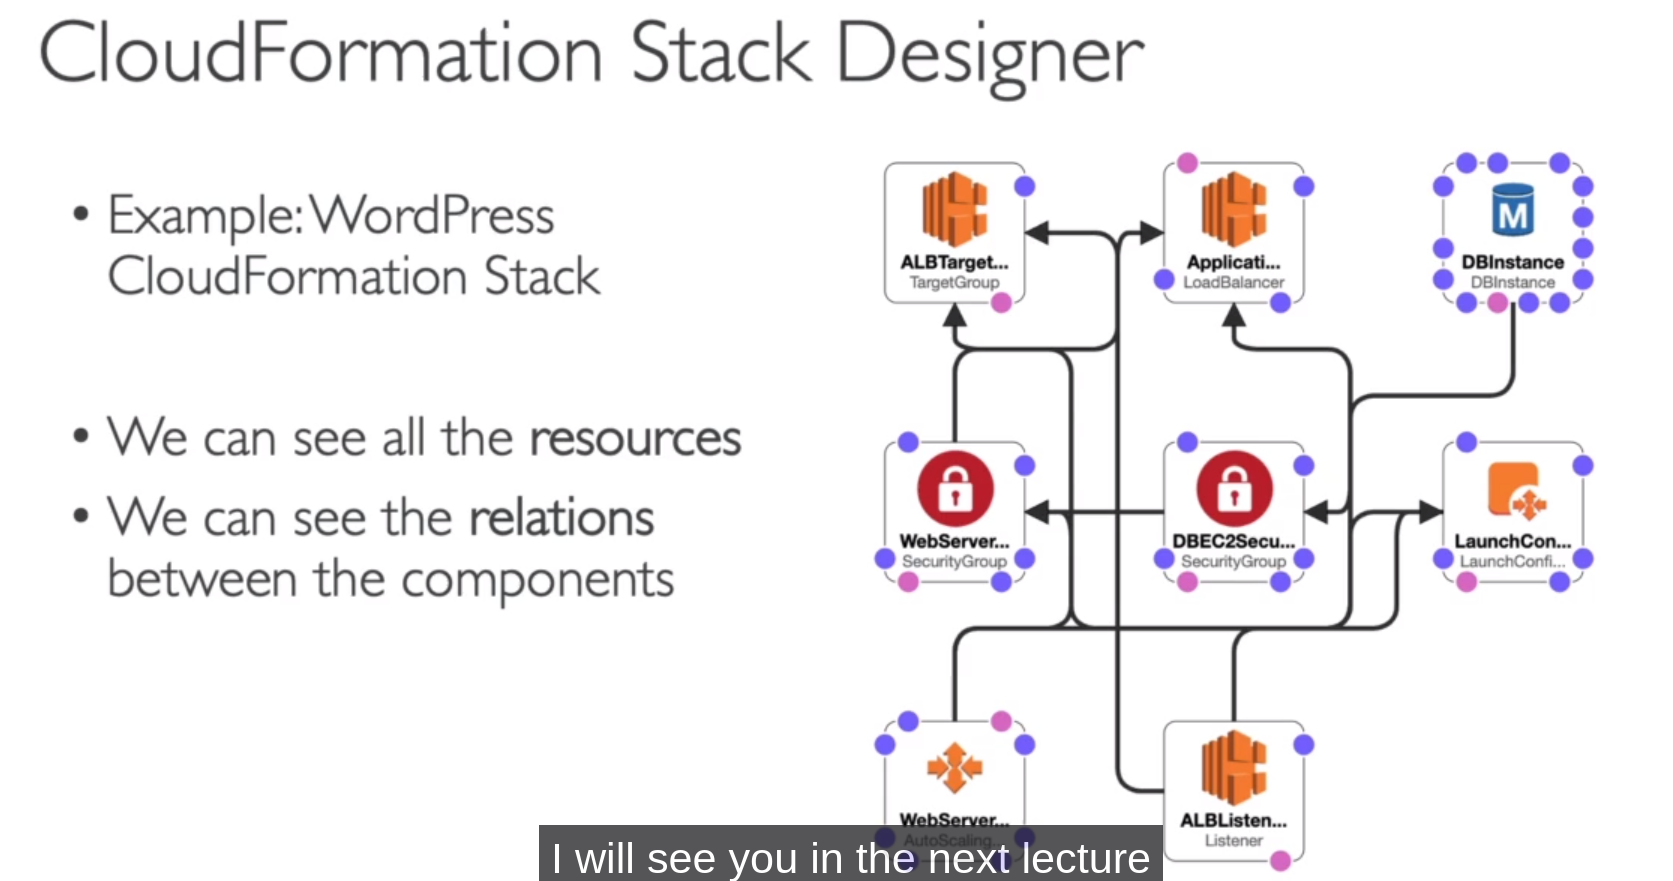 CloudFormation Stack Designer
• Example: WordPress
CloudFormation Stack
• We can see all the resources
• We can see the relations
between the components
ALBTarget...
TargetGroup
Applicati...
LoadBalancer
M
DBInstance
DBInstance
WebServer...
SecurityGroup
DBEC2Secu...
SecurityGroup
LaunchCon...
LaunchConfi...
WebServer...
AutoScaling...
ALBListen...
Listener
I will see you in the next lecture